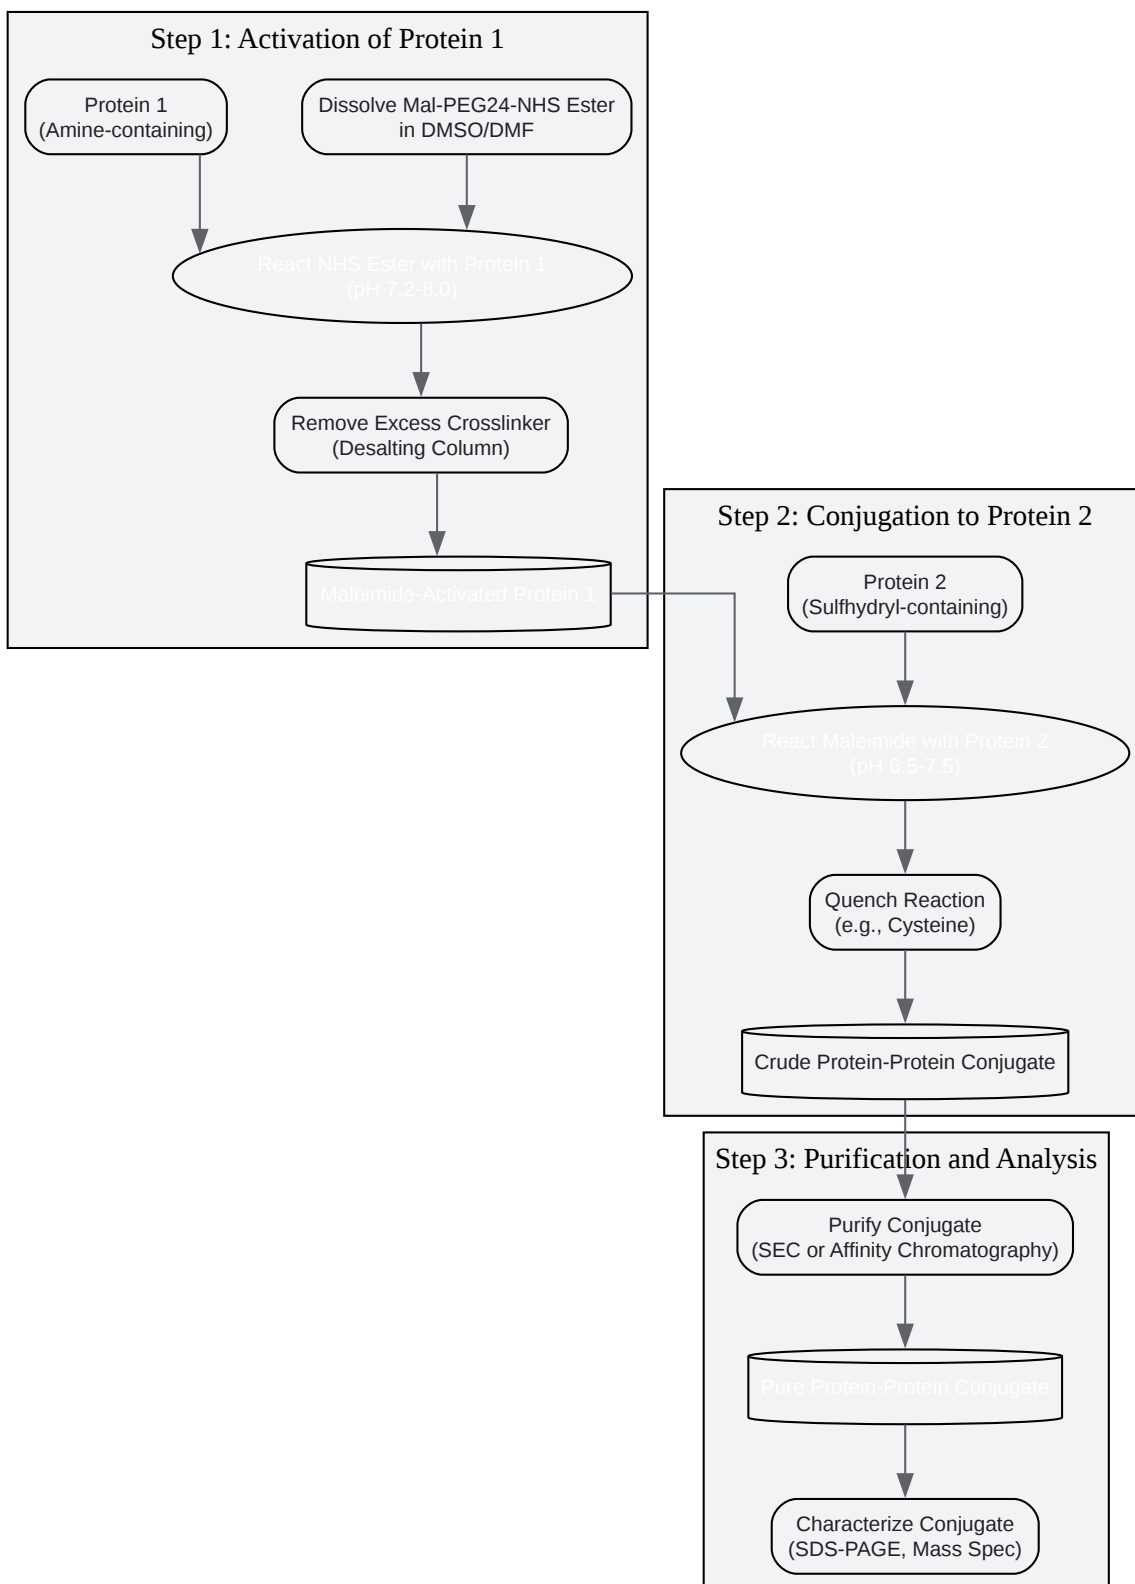 Step 1: Activation of Protein 1
Protein 1
(Amine-containing)
Dissolve Mal-PEG24-NHS Ester
in DMSO/DMF
React NHS Ester with Protein 1
(pH 7.2-8.0)
Remove Excess Crosslinker
(Desalting Column)
Maleimide-Activated Protein 1
Step 2: Conjugation to Protein 2
Protein 2
(Sulfhydryl-containing)
React Maleimide with Protein 2
(pH 6.5-7.5)
Quench Reaction
(e.g., Cysteine)
Crude Protein-Protein Conjugate
Step 3: Purification and Analysis
Purify Conjugate
(SEC or Affinity Chromatography)
Pure Protein-Protein Conjugate
Characterize Conjugate
(SDS-PAGE, Mass Spec)